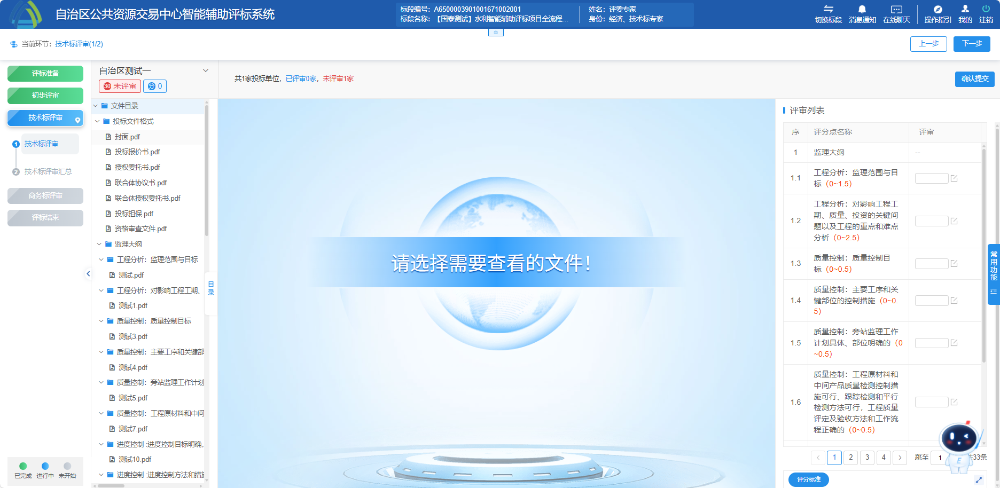 自治区公共资源交易中心智能辅助评标系统
标段编号：A6500003901001671002001
标段名称：【国泰测试】水利智能辅助评标项目全流程...
姓名：评委专家
身份：经济、技术标专家
切换标段
消息通知
在线聊天
操作指引
我的
注销
当前环节：技术标评审(1/2)
上一步
下一步
评标准备
初步评审
技术标评审
1 技术标评审
2 技术标评审汇总
商务标评审
评标结束
已完成
进行中
未开始
自治区测试一
30 未评审
分 0
文件目录
投标文件格式
封面.pdf
投标报价书.pdf
授权委托书.pdf
联合体协议书.pdf
联合体授权委托书.pdf
投标担保.pdf
资格审查文件.pdf
监理大纲
工程分析：监理范围与目标
测试.pdf
工程分析：对影响工程工期、
测试1.pdf
质量控制：质量控制目标
测试3.pdf
质量控制：主要工序和关键部
测试4.pdf
质量控制：旁站监理工作计划
测试5.pdf
质量控制：工程原材料和中间
测试7.pdf
进度控制:进度控制目标明确，
测试10.pdf
进度控制:进度控制方法和措施
目
录
共1家投标单位，已评审0家，未评审1家
确认提交
请选择需要查看的文件！
评审列表
序
评分点名称
评审
1
监理大纲
--
1.1
工程分析：监理范围与目
标（0~1.5）
1.2
工程分析：对影响工程工
期、质量、投资的关键问
题以及工程的重点和难点
分析（0~2.5）
1.3
质量控制：质量控制目
标（0~0.5）
1.4
质量控制：主要工序和关
键部位的控制措施（0~0.
5）
1.5
质量控制：旁站监理工作
计划具体、部位明确的（0
~0.5）
1.6
质量控制：工程原材料和
中间产品质量检测控制措
施可行、跟踪检测和平行
检测方法可行，工程质量
评定及验收方法和工作流
程正确的（0~0.5）
1
2
3
4
跳至
1
共33条
评分标准
常
用
功
能
E